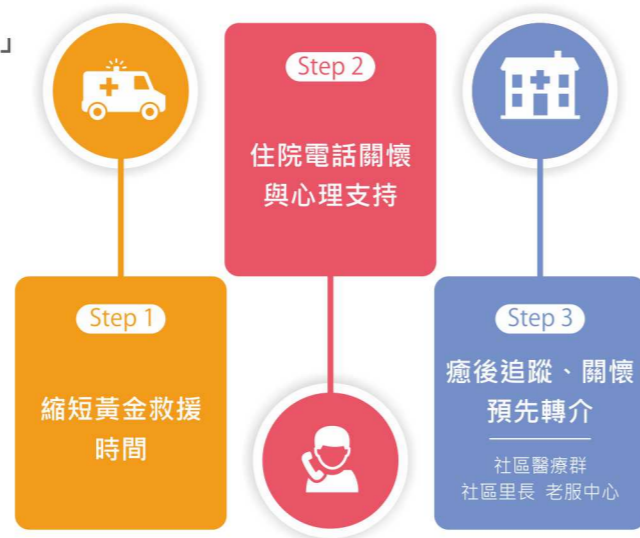 」
Step 1
縮短黃金救援
時間
Step 2
住院電話關懷
與心理支持
Step 3
癒後追蹤、關懷
預先轉介
社區醫療群
社區里長 老服中心